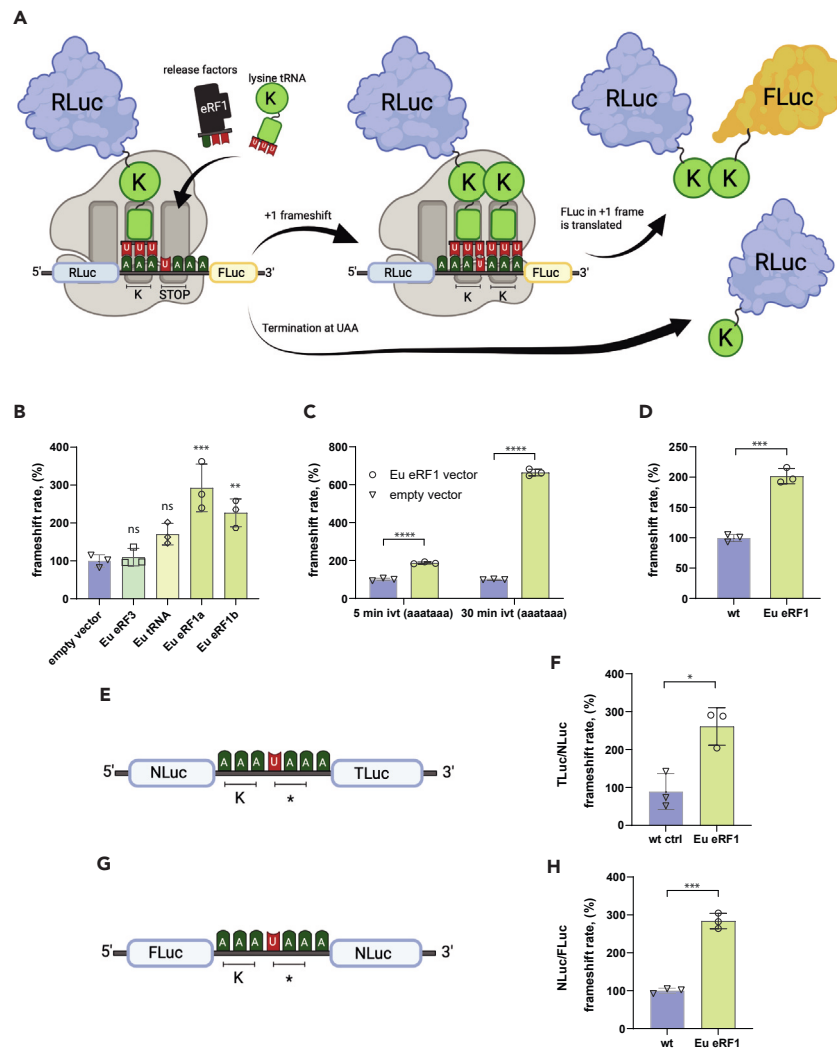 A
RLuc
release factors
eRF1
lysine tRNA
K
U U U
K
U U U
A A A U A A A
5'
RLuc
FLuc
3'
K
STOP
+1 frameshift
RLuc
K K
U U U U U U
A A A U A A A
5'
RLuc
FLuc
3'
K
K
FLuc in +1 frame
is translated
RLuc
FLuc
K K
RLuc
K
Termination at UAA
B
frameshift rate, (%)
400
300
200
100
0
ns
ns
***
**
empty vector
Eu eRF3
Eu tRNA
Eu eRF1a
Eu eRF1b
C
frameshift rate, (%)
800
600
400
200
0
Eu eRF1 vector
empty vector
****
****
5 min ivt (aaataaa)
30 min ivt (aaataaa)
D
frameshift rate, (%)
250
200
150
100
50
0
***
wt
Eu eRF1
E
5'
NLuc
A A A U A A A
TLuc
3'
K
*
F
TLuc/NLuc
frameshift rate, (%)
400
300
200
100
0
*
wt ctrl
Eu eRF1
G
5'
FLuc
A A A U A A A
NLuc
3'
K
*
H
NLuc/FLuc
frameshift rate, (%)
400
300
200
100
0
***
wt
Eu eRF1